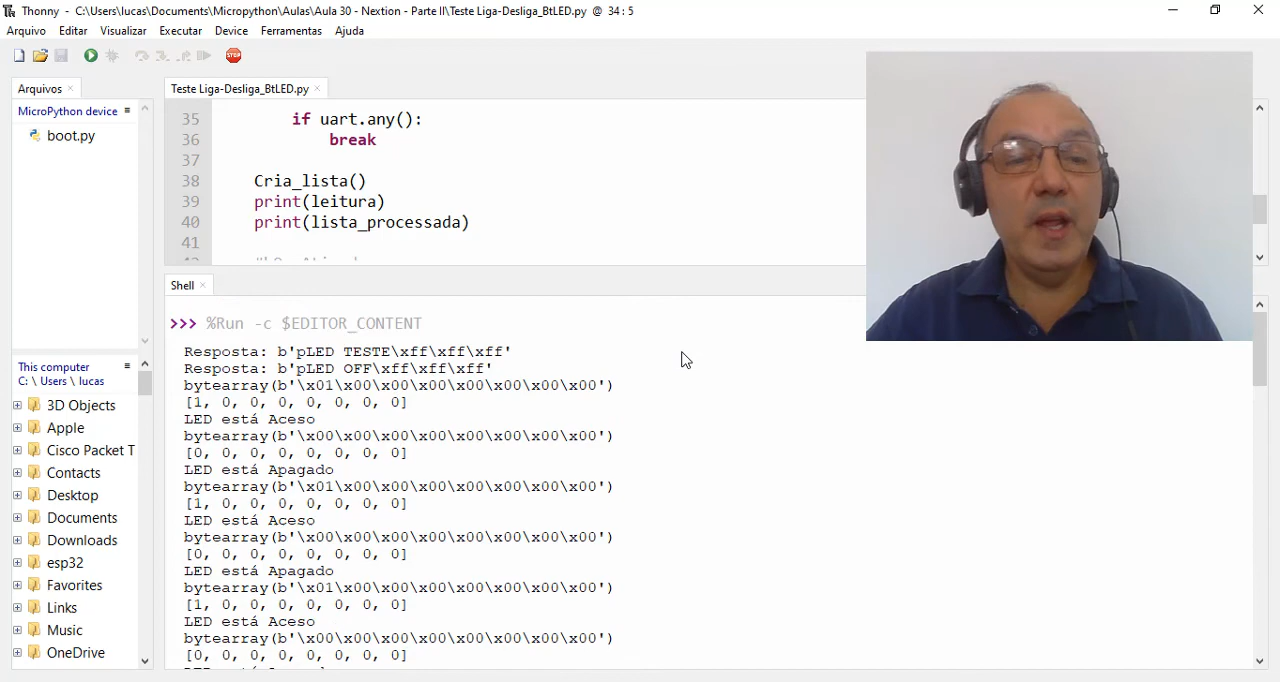 Thonny - C:\Users\lucas\Documents\Micropython\Aulas\Aula 30 - Nextion - Parte II\Teste Liga-Desliga_BtLED.py @ 34 : 5
Arquivo Editar Visualizar Executar Device Ferramentas Ajuda
STOP
Arquivos
MicroPython device
boot.py
This computer
C: \ Users \ lucas
3D Objects
Apple
Cisco Packet T
Contacts
Desktop
Documents
Downloads
esp32
Favorites
Links
Music
OneDrive
Teste Liga-Desliga_BtLED.py
35 if uart.any():
36 break
37
38 Cria_lista()
39 print(leitura)
40 print(lista_processada)
41
Shell
>>> %Run -c $EDITOR_CONTENT
Resposta: b'pLED TESTE\xff\xff\xff'
Resposta: b'pLED OFF\xff\xff\xff'
bytearray(b'\x01\x00\x00\x00\x00\x00\x00\x00')
[1, 0, 0, 0, 0, 0, 0, 0]
LED está Aceso
bytearray(b'\x00\x00\x00\x00\x00\x00\x00\x00')
[0, 0, 0, 0, 0, 0, 0, 0]
LED está Apagado
bytearray(b'\x01\x00\x00\x00\x00\x00\x00\x00')
[1, 0, 0, 0, 0, 0, 0, 0]
LED está Aceso
bytearray(b'\x00\x00\x00\x00\x00\x00\x00\x00')
[0, 0, 0, 0, 0, 0, 0, 0]
LED está Apagado
bytearray(b'\x01\x00\x00\x00\x00\x00\x00\x00')
[1, 0, 0, 0, 0, 0, 0, 0]
LED está Aceso
bytearray(b'\x00\x00\x00\x00\x00\x00\x00\x00')
[0, 0, 0, 0, 0, 0, 0, 0]